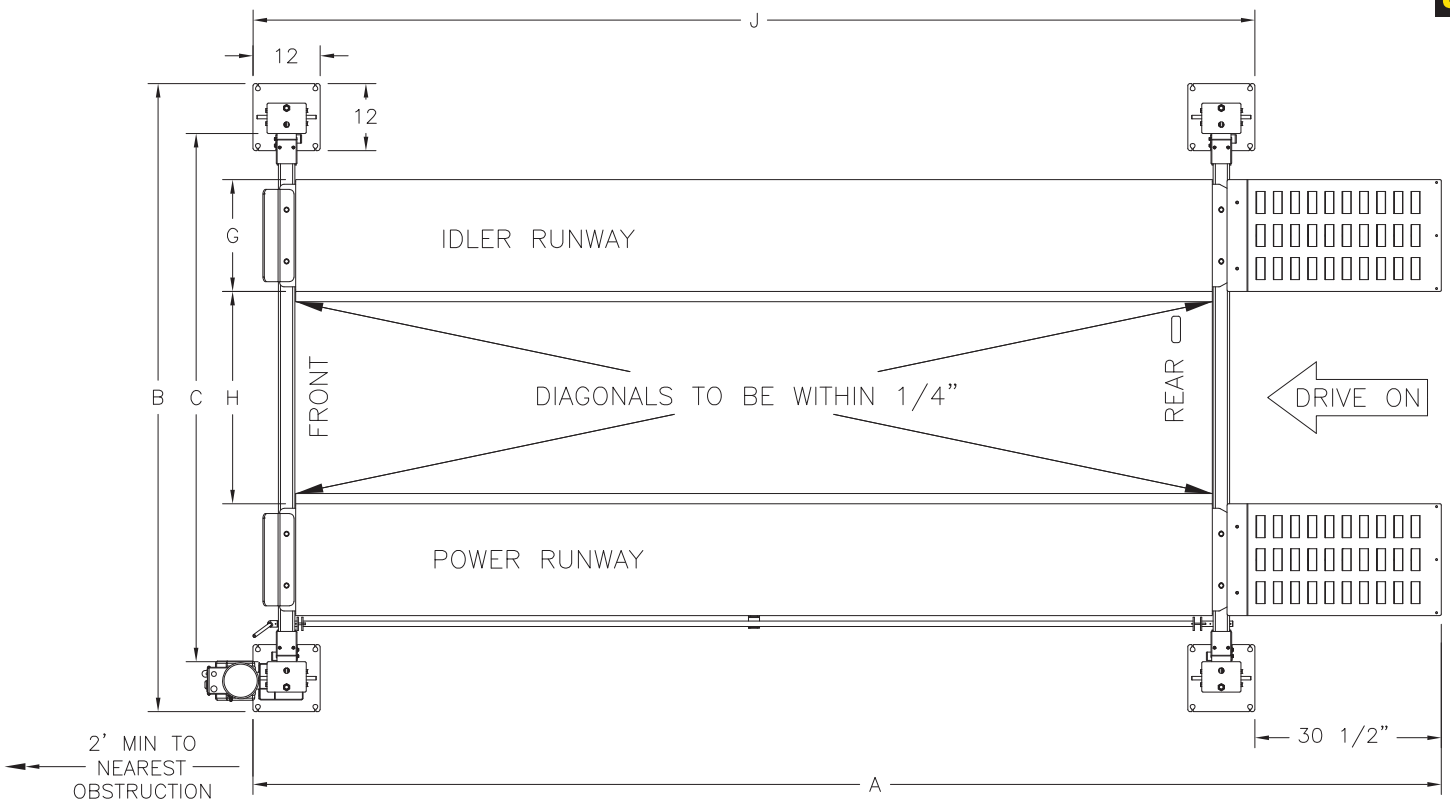 J
12
12
G
IDLER RUNWAY
B
C
H
FRONT
DIAGONALS TO BE WITHIN 1/4”
REAR
DRIVE ON
POWER RUNWAY
2’ MIN TO
NEAREST
OBSTRUCTION
30 1/2”
A